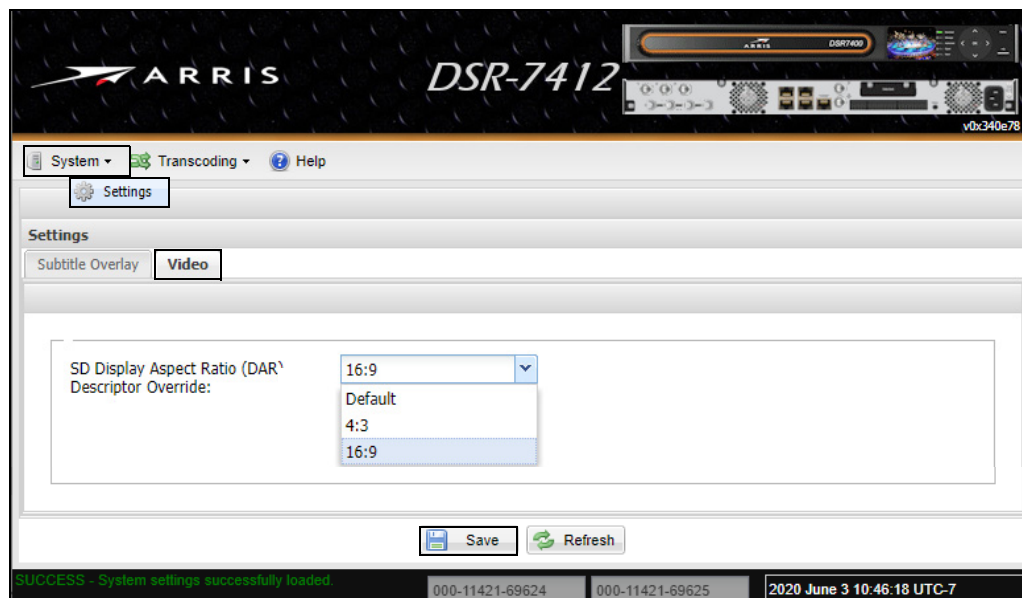 ARRIS
DSR-7412
ARRIS
DSR7400
v0x340e78
System
Transcoding
Help
Settings
Settings
Subtitle Overlay
Video
SD Display Aspect Ratio (DAR)
Descriptor Override:
16:9
Default
4:3
16:9
Save
Refresh
SUCCESS - System settings successfully loaded.
000-11421-69624
000-11421-69625
2020 June 3 10:46:18 UTC-7